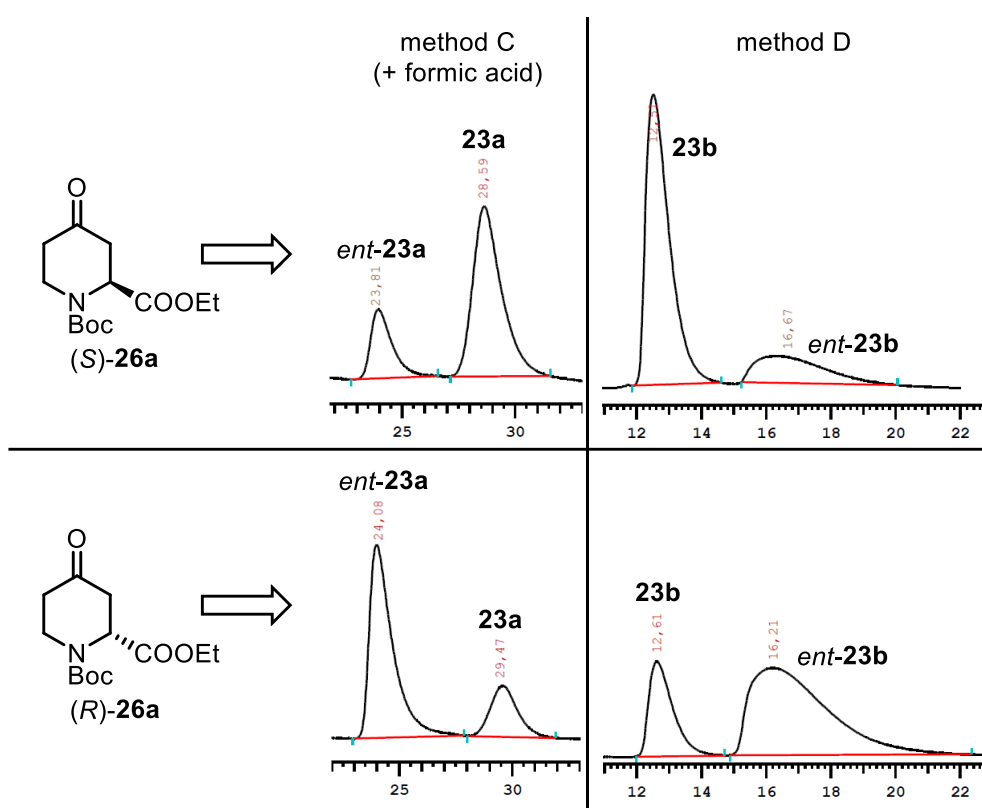 method C
(+ formic acid)
method D
O
N
Boc
COOEt
(S)-26a
ent-23a
23,81
23a
28,59
25 30
12,51
23b
16,67
ent-23b
12 14 16 18 20 22
O
N
Boc
COOEt
(R)-26a
ent-23a
24,08
23a
29,47
25 30
23b
12,61
16,21
ent-23b
12 14 16 18 20 22